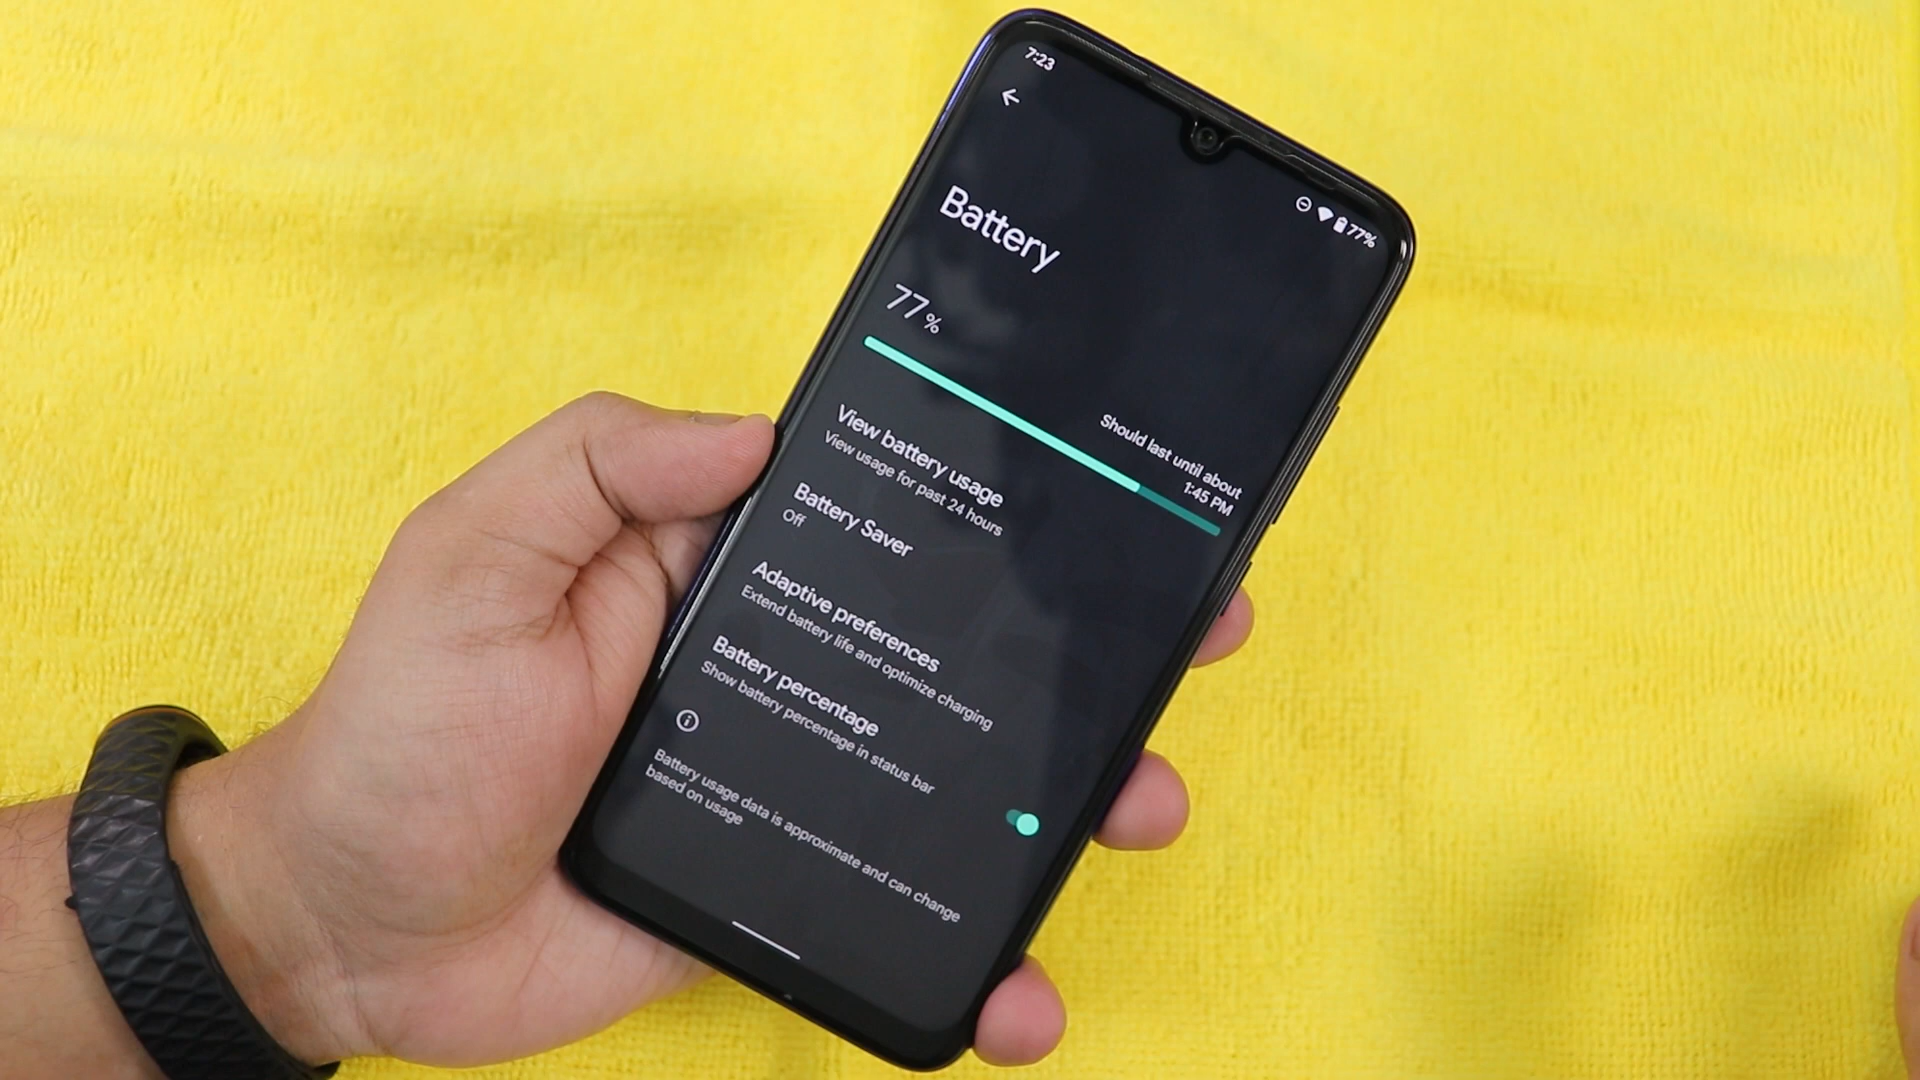 7:23
77%
Battery
77%
Should last until about
1:45 PM
View battery usage
View usage for past 24 hours
Battery Saver
Off
Adaptive preferences
Extend battery life and optimize charging
Battery percentage
Show battery percentage in status bar
Battery usage data is approximate and can change
based on usage